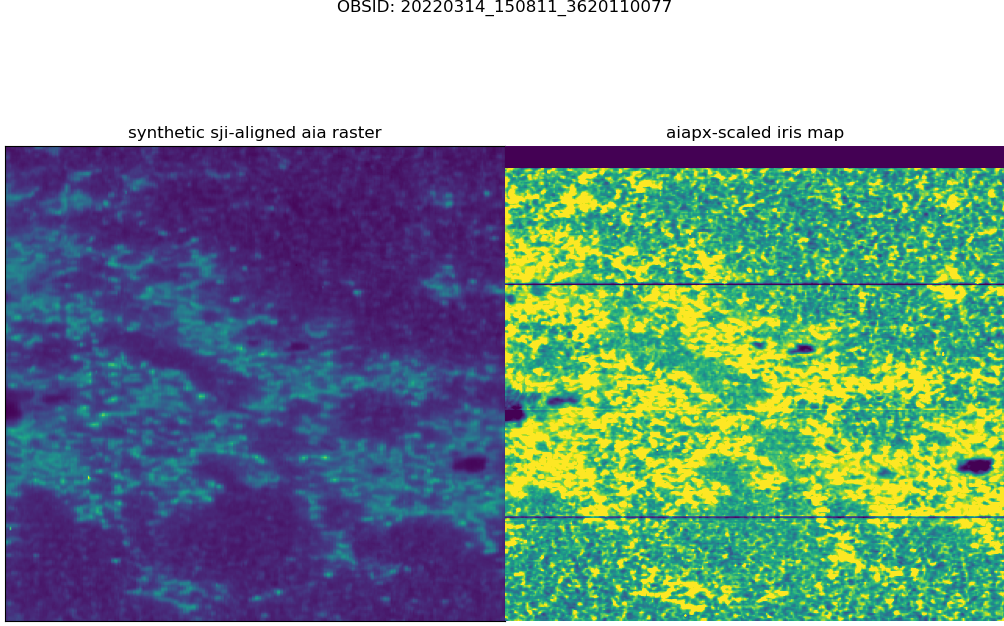 OBSID: 20220314_150811_3620110077
synthetic sji-aligned aia raster
aiapx-scaled iris map